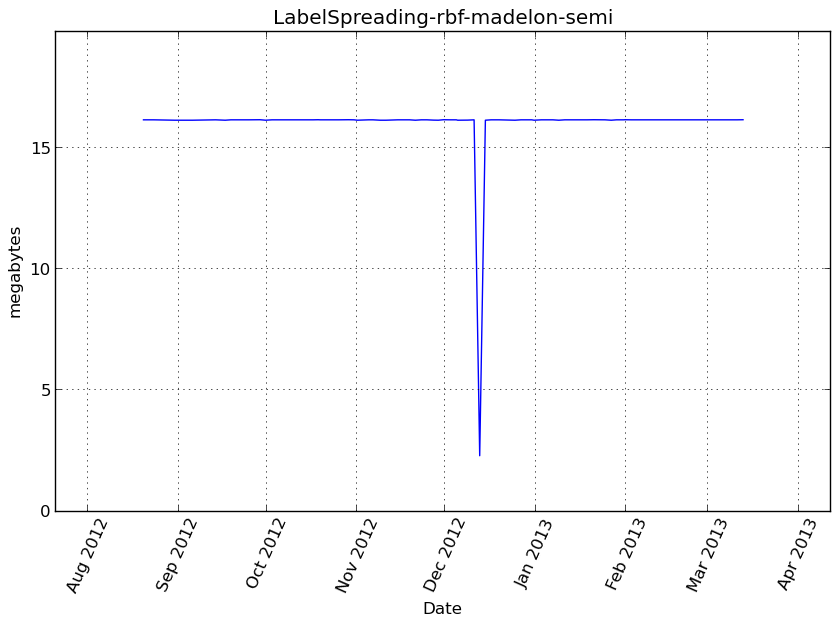 LabelSpreading-rbf-madelon-semi
megabytes
15
10
5
0
Aug 2012
Sep 2012
Oct 2012
Nov 2012
Dec 2012
Jan 2013
Feb 2013
Mar 2013
Apr 2013
Date